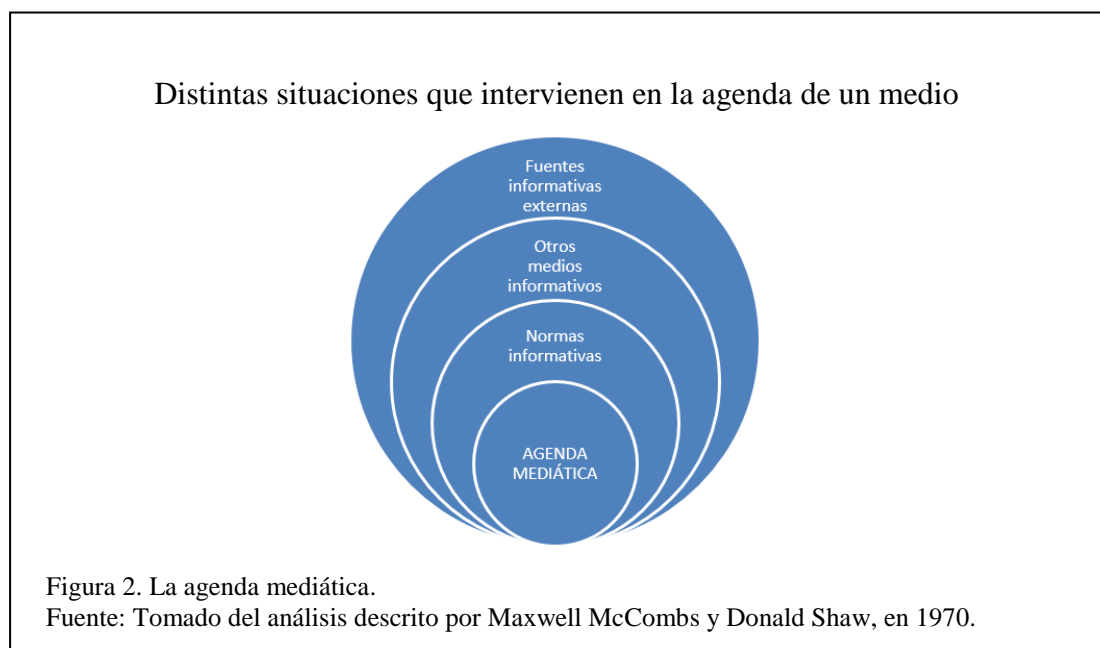 Distintas situaciones que intervienen en la agenda de un medio
Fuentes
informativas
externas
Otros
medios
informativos
Normas
informativas
AGENDA
MEDIÁTICA
Figura 2. La agenda mediática.
Fuente: Tomado del análisis descrito por Maxwell McCombs y Donald Shaw, en 1970.